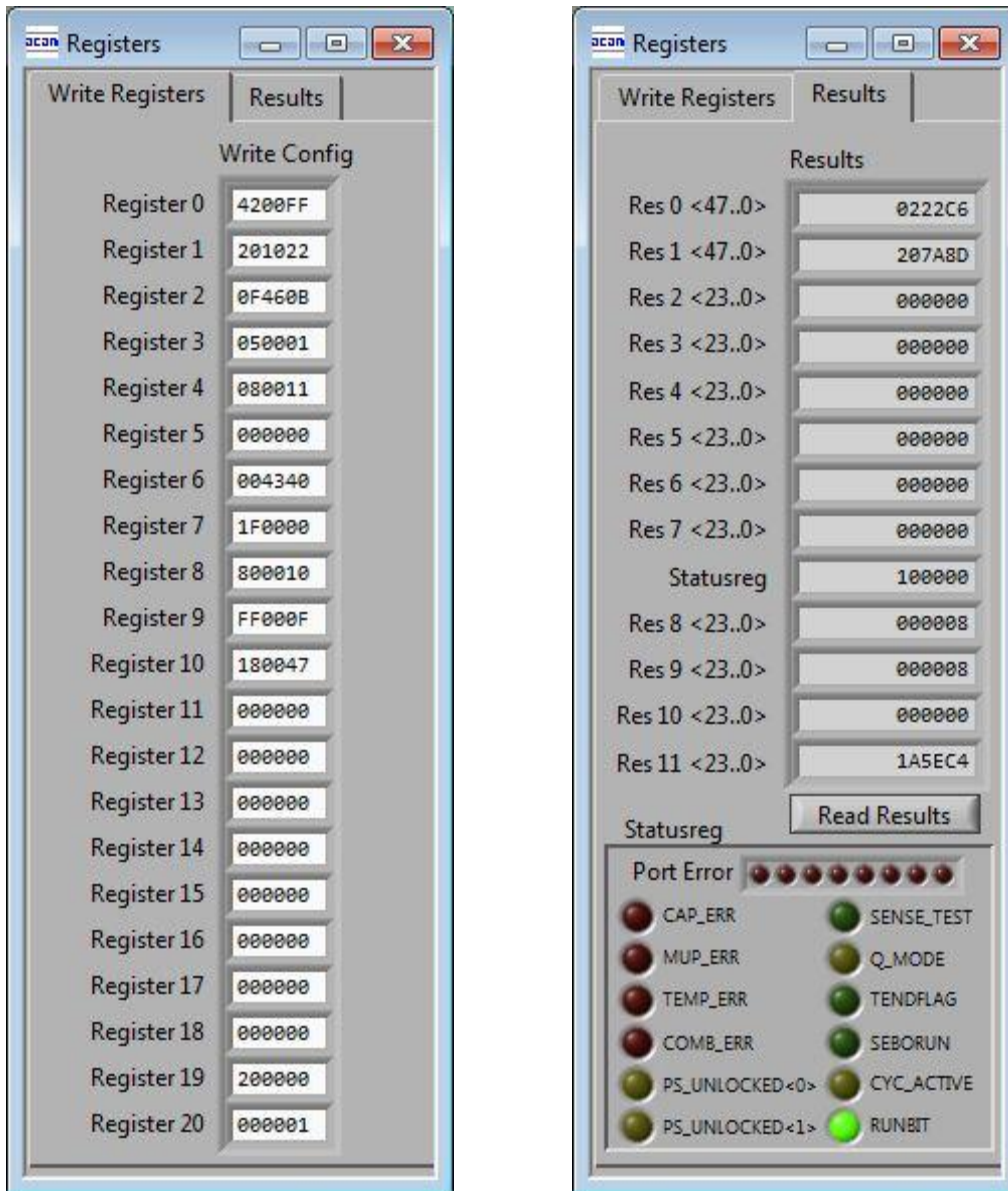 acan Registers
Write Registers Results
Write Config
Register 0 4200FF
Register 1 201022
Register 2 0F460B
Register 3 050001
Register 4 080011
Register 5 000000
Register 6 004340
Register 7 1F0000
Register 8 800010
Register 9 FF000F
Register 10 180047
Register 11 000000
Register 12 000000
Register 13 000000
Register 14 000000
Register 15 000000
Register 16 000000
Register 17 000000
Register 18 000000
Register 19 200000
Register 20 000001
acan Registers
Write Registers Results
Results
Res 0 <47..0> 0222C6
Res 1 <47..0> 207A8D
Res 2 <23..0> 000000
Res 3 <23..0> 000000
Res 4 <23..0> 000000
Res 5 <23..0> 000000
Res 6 <23..0> 000000
Res 7 <23..0> 000000
Statusreg 100000
Res 8 <23..0> 000008
Res 9 <23..0> 000008
Res 10 <23..0> 000000
Res 11 <23..0> 1A5EC4
Read Results
Statusreg
Port Error
CAP_ERR SENSE_TEST
MUP_ERR Q_MODE
TEMP_ERR TENDFLAG
COMB_ERR SEBORUN
PS_UNLOCKED<0> CYC_ACTIVE
PS_UNLOCKED<1> RUNBIT